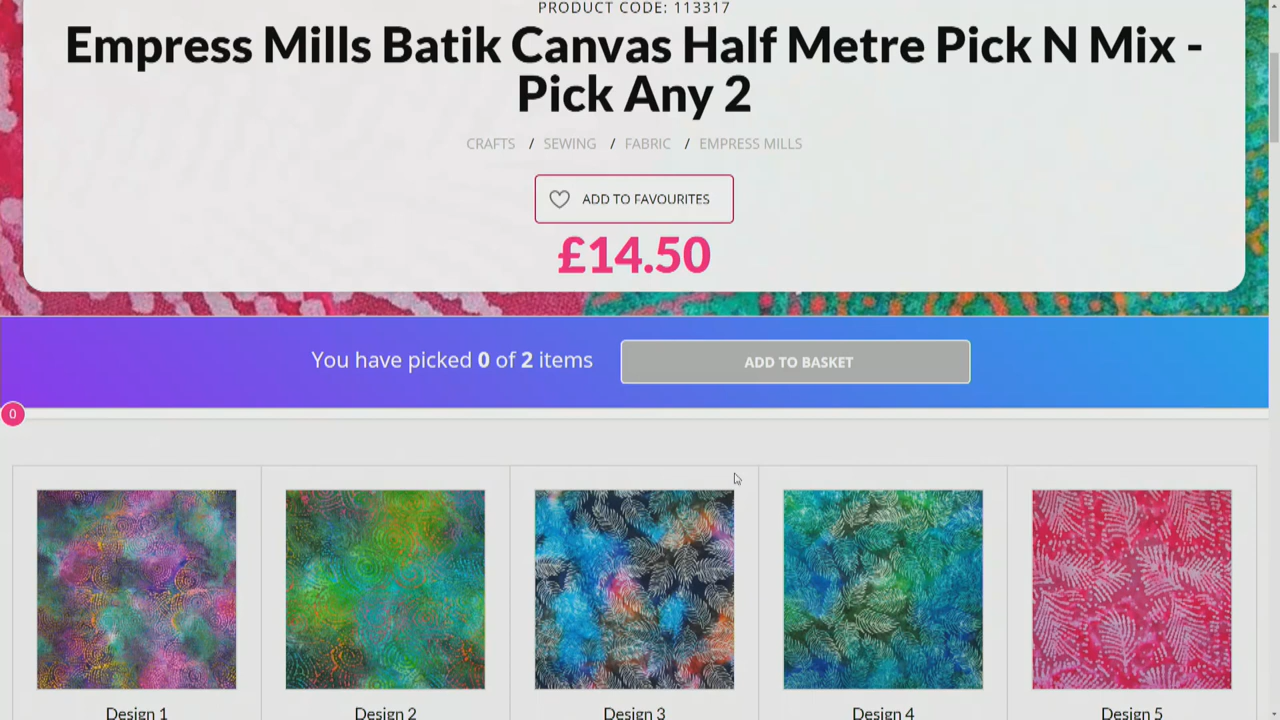 PRODUCT CODE: 113317
Empress Mills Batik Canvas Half Metre Pick N Mix -
Pick Any 2
CRAFTS / SEWING / FABRIC / EMPRESS MILLS
ADD TO FAVOURITES
£14.50
You have picked 0 of 2 items
ADD TO BASKET
0
Design 1
Design 2
Design 3
Design 4
Design 5